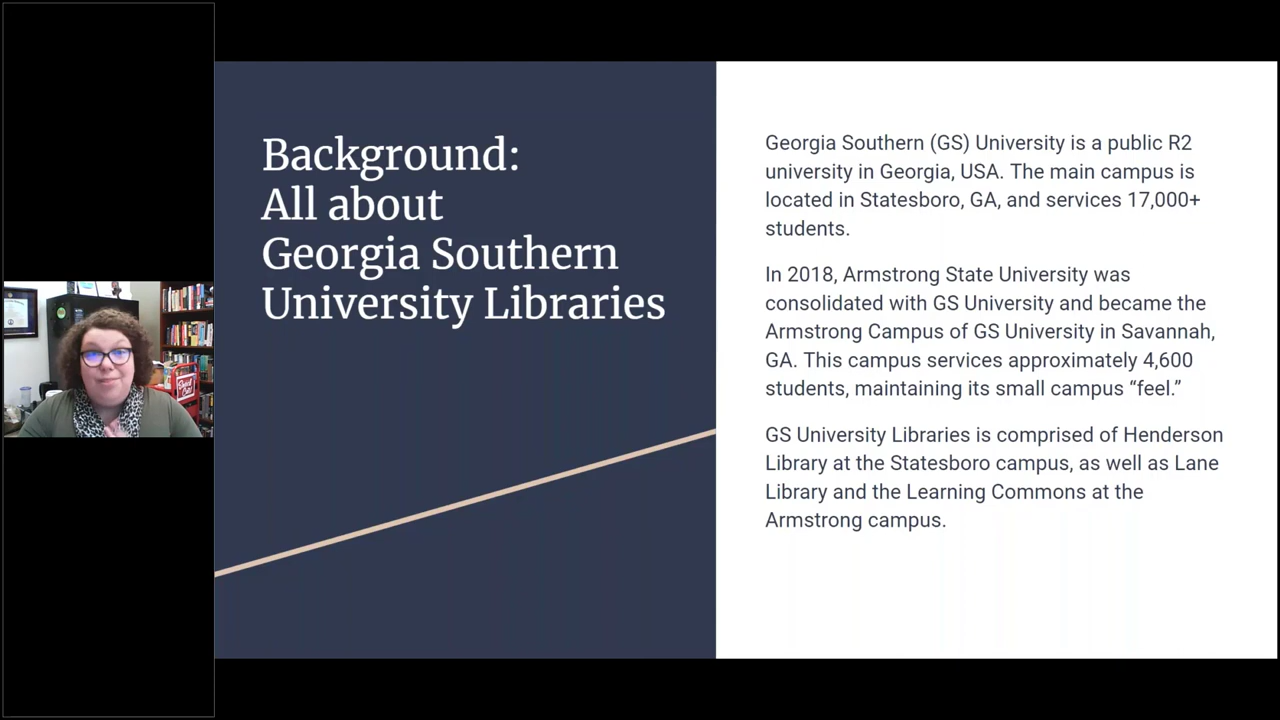 Background:
All about
Georgia Southern
University Libraries
Georgia Southern (GS) University is a public R2
university in Georgia, USA. The main campus is
located in Statesboro, GA, and services 17,000+
students.
In 2018, Armstrong State University was
consolidated with GS University and became the
Armstrong Campus of GS University in Savannah,
GA. This campus services approximately 4,600
students, maintaining its small campus “feel.”
GS University Libraries is comprised of Henderson
Library at the Statesboro campus, as well as Lane
Library and the Learning Commons at the
Armstrong campus.